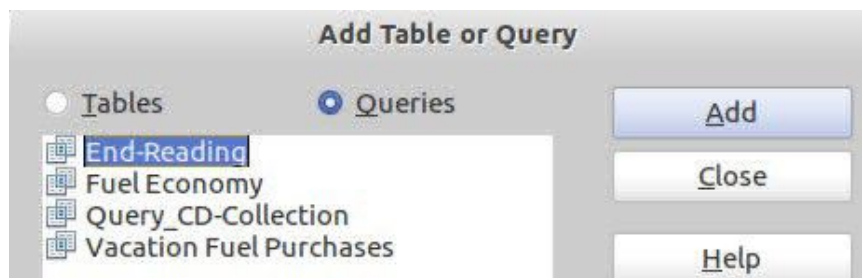 Add Table or Query
Tables Queries
Add
End-Reading
Fuel Economy
Close
Query_CD-Collection
Vacation Fuel Purchases
Help